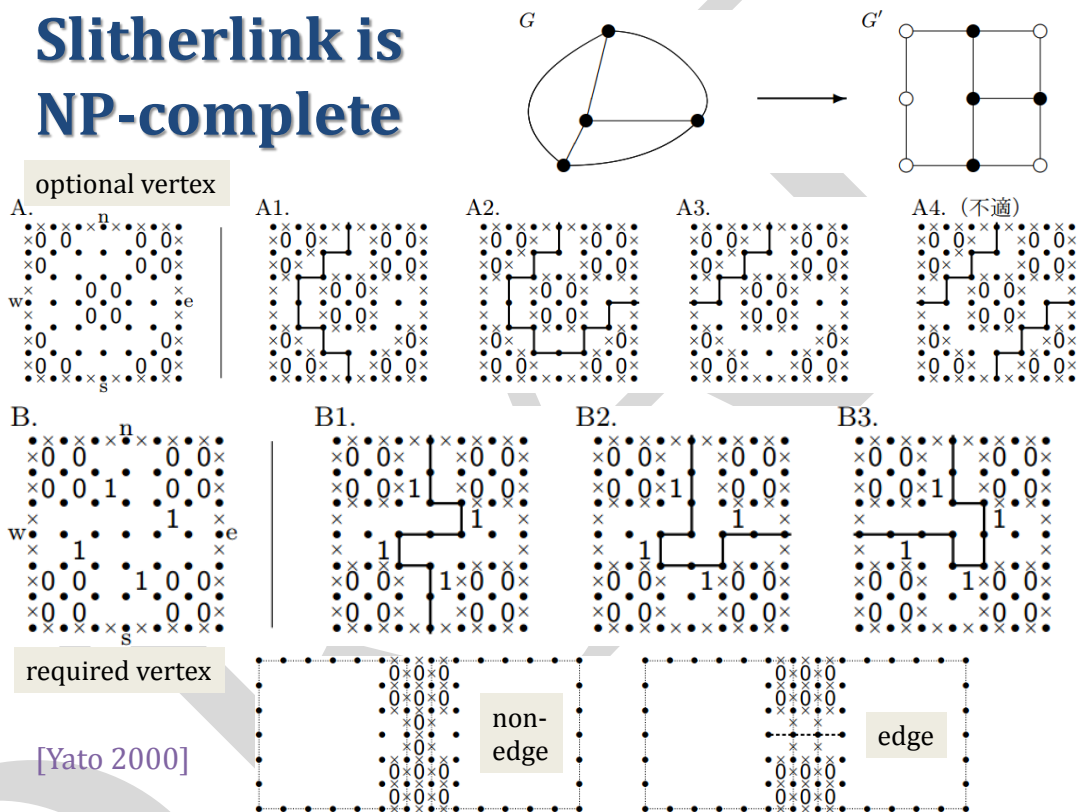 Slitherlink is
NP-complete
G
G′
optional vertex
A.
n
w
e
s
A1.
A2.
A3.
A4. (不適)
B.
n
w
e
s
B1.
B2.
B3.
required vertex
non-
edge
edge
[Yato 2000]